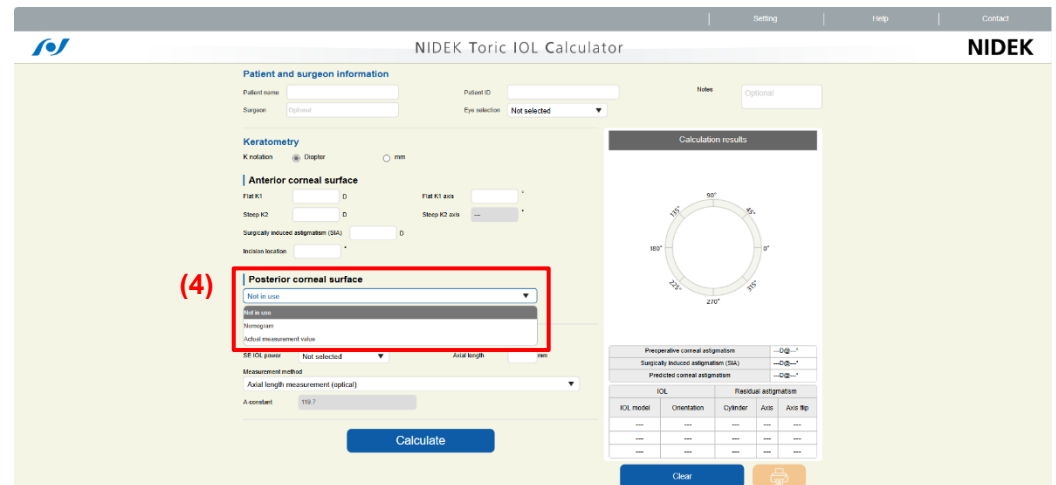 Setting Help Contact
NIDEK Toric IOL Calculator NIDEK
Patient and surgeon information
Patient name Patient ID Notes Optional
Surgeon Optional Eye selection Not selected ▼
Keratometry
K notation Diopter mm
Anterior corneal surface
Flat K1 D Flat K1 axis °
Steep K2 D Steep K2 axis --- °
Surgically induced astigmatism (SIA) D
Incision location °
(4)
Posterior corneal surface
Not in use ▼
Not in use
Nomogram
Actual measurement value
SE IOL power Not selected ▼ Axial length mm
Measurement method
Axial length measurement (optical) ▼
A-constant 119.7
Calculate
Calculation results
90°
135° 45°
180° 0°
225° 315°
270°
Preoperative corneal astigmatism ---D@---°
Surgically induced astigmatism (SIA) ---D@---°
Predicted corneal astigmatism ---D@---°
IOL Residual astigmatism
IOL model Orientation Cylinder Axis Axis flip
--- --- --- --- ---
--- --- --- --- ---
--- --- --- --- ---
Clear